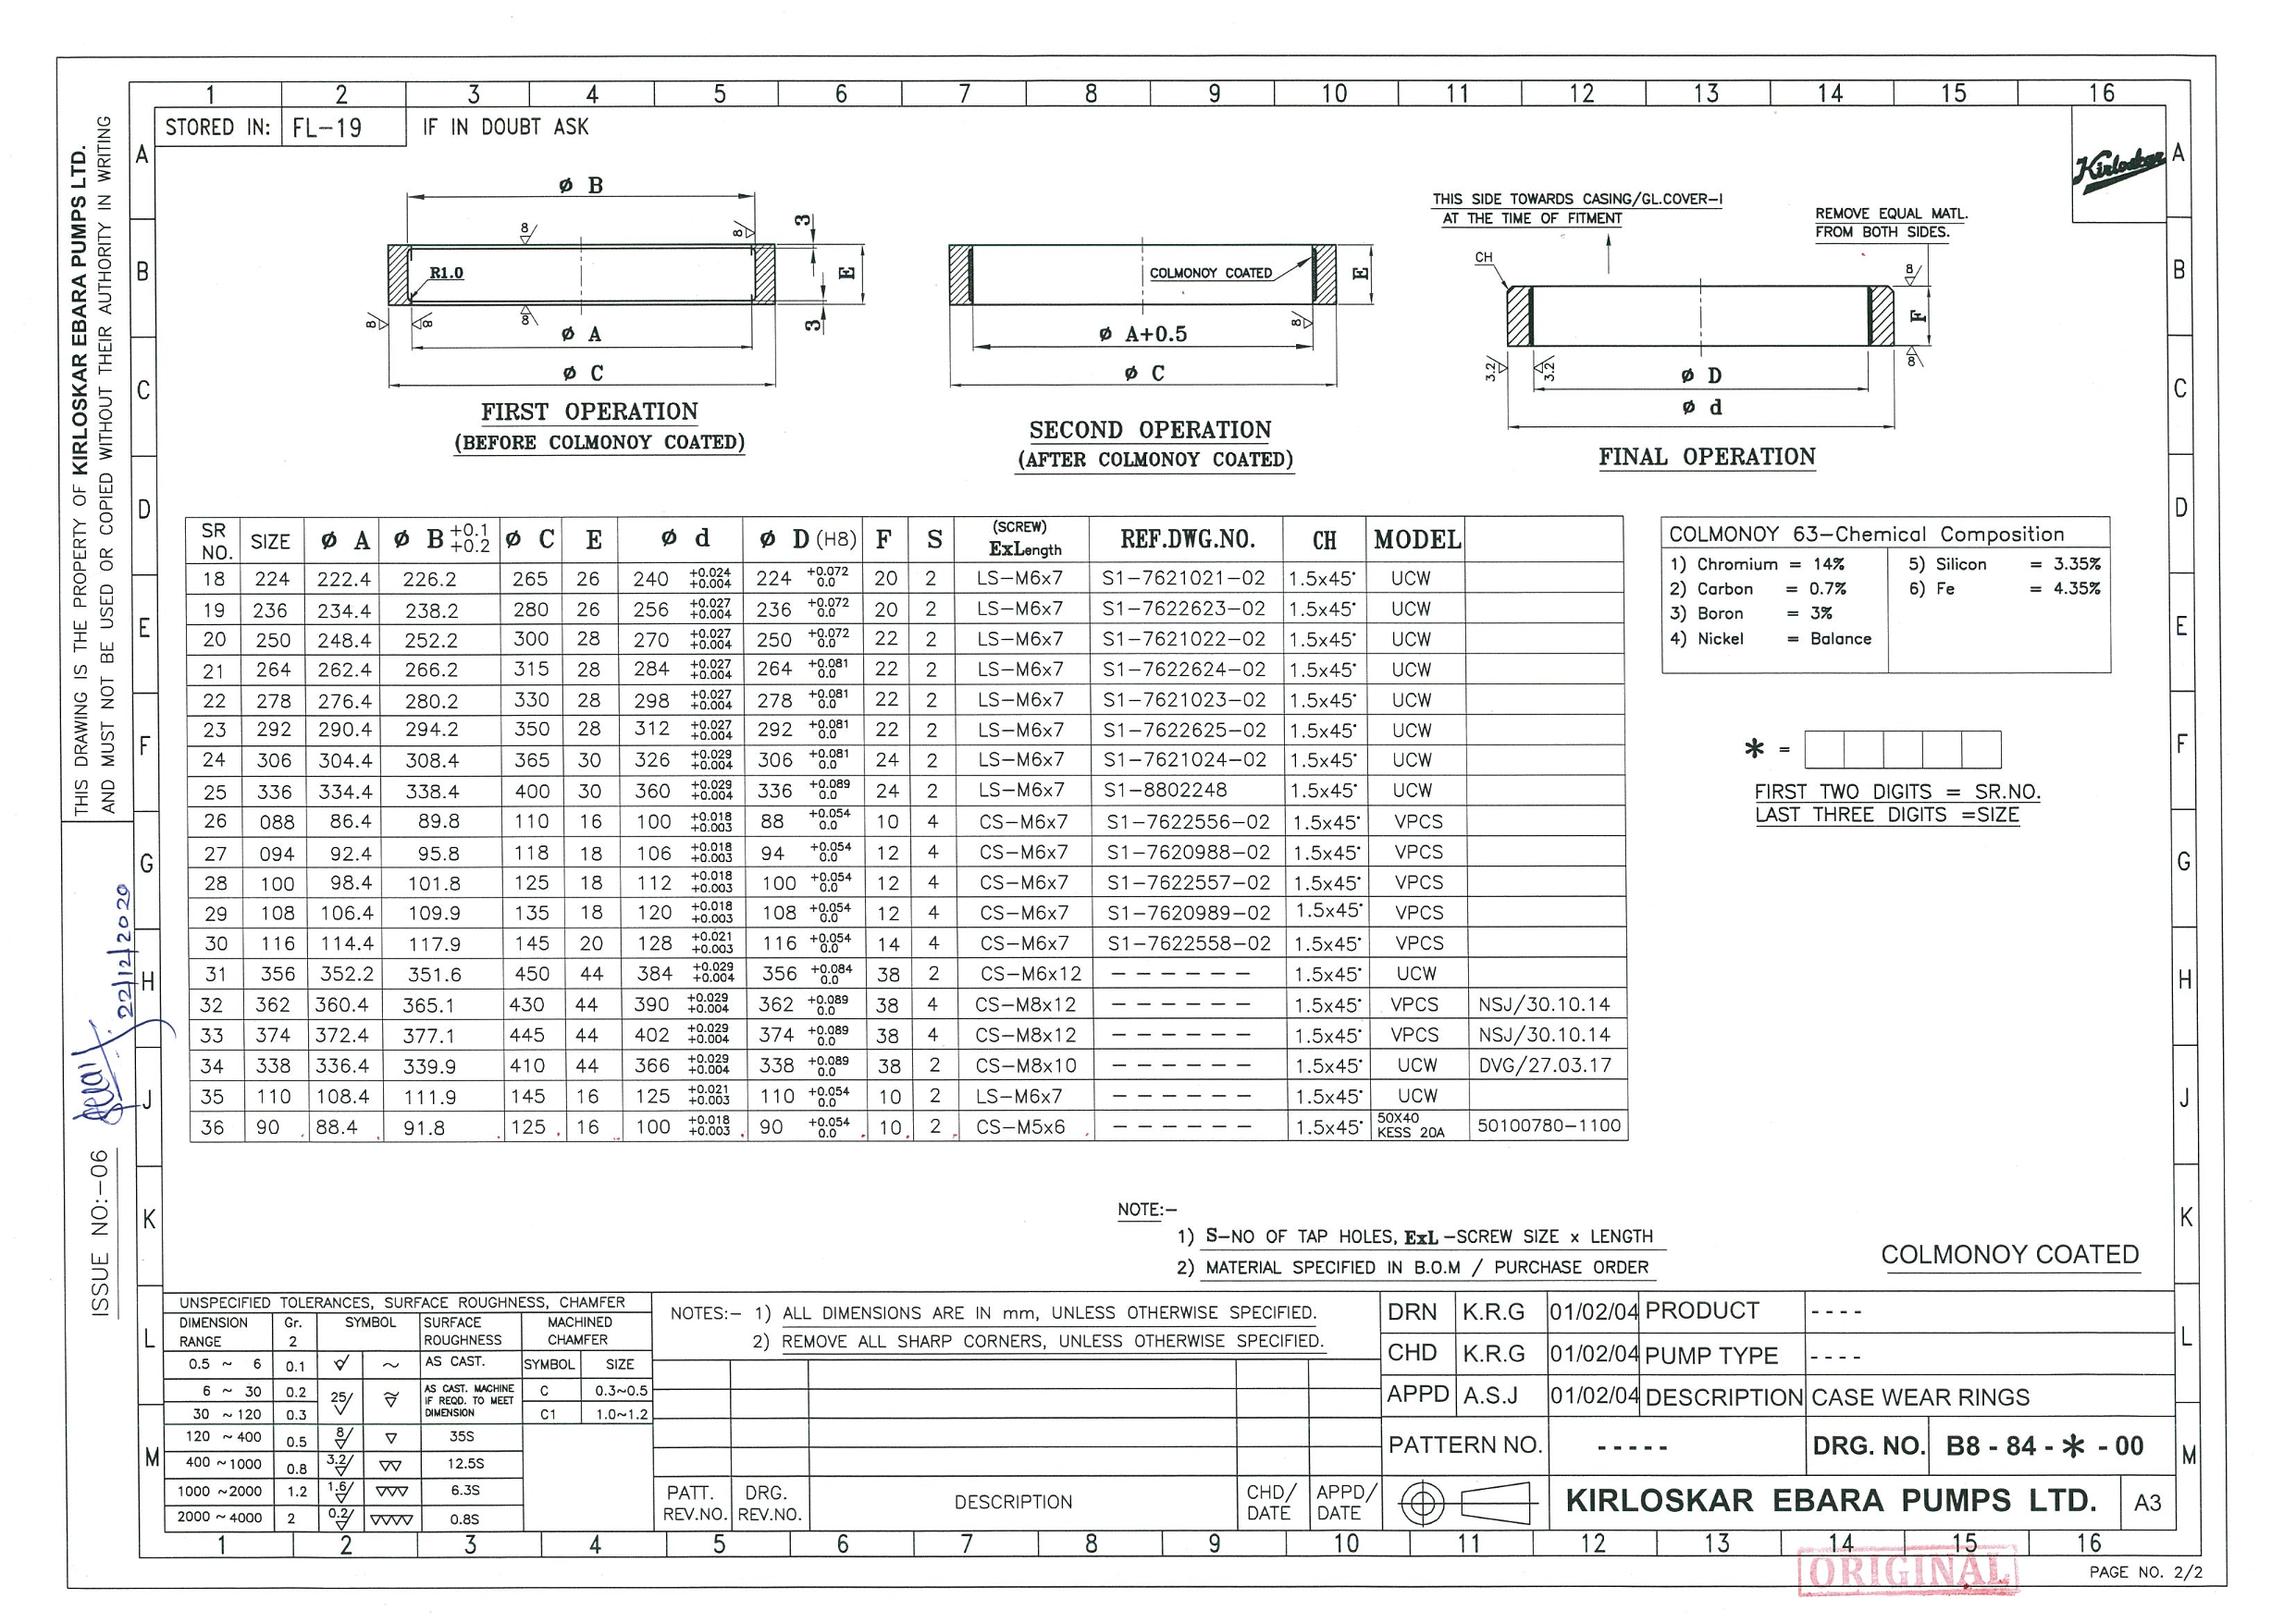 1 2 3 4 5 6 7 8 9 10 11 12 13 14 15 16
STORED IN: FL-19 IF IN DOUBT ASK
Kirloskar
THIS DRAWING IS THE PROPERTY OF KIRLOSKAR EBARA PUMPS LTD.
AND MUST NOT BE USED OR COPIED WITHOUT THEIR AUTHORITY IN WRITING
ISSUE NO:-06
22/12/2020
A B C D E F G H J K L M
Ø B
8 8 3
R1.0
E
8 8 8 3
Ø A
Ø C
FIRST OPERATION
(BEFORE COLMONOY COATED)
COLMONOY COATED
E
8
Ø A+0.5
Ø C
SECOND OPERATION
(AFTER COLMONOY COATED)
THIS SIDE TOWARDS CASING/GL.COVER-I
AT THE TIME OF FITMENT
REMOVE EQUAL MATL.
FROM BOTH SIDES.
CH
8
F
3.2 3.2 8
Ø D
Ø d
FINAL OPERATION
SR NO. SIZE Ø A Ø B +0.1 +0.2 Ø C E Ø d Ø D (H8) F S (SCREW) ExLength REF.DWG.NO. CH MODEL
18 224 222.4 226.2 265 26 240 +0.024 +0.004 224 +0.072 0.0 20 2 LS-M6x7 S1-7621021-02 1.5x45° UCW
19 236 234.4 238.2 280 26 256 +0.027 +0.004 236 +0.072 0.0 20 2 LS-M6x7 S1-7622623-02 1.5x45° UCW
20 250 248.4 252.2 300 28 270 +0.027 +0.004 250 +0.072 0.0 22 2 LS-M6x7 S1-7621022-02 1.5x45° UCW
21 264 262.4 266.2 315 28 284 +0.027 +0.004 264 +0.081 0.0 22 2 LS-M6x7 S1-7622624-02 1.5x45° UCW
22 278 276.4 280.2 330 28 298 +0.027 +0.004 278 +0.081 0.0 22 2 LS-M6x7 S1-7621023-02 1.5x45° UCW
23 292 290.4 294.2 350 28 312 +0.027 +0.004 292 +0.081 0.0 22 2 LS-M6x7 S1-7622625-02 1.5x45° UCW
24 306 304.4 308.4 365 30 326 +0.029 +0.004 306 +0.081 0.0 24 2 LS-M6x7 S1-7621024-02 1.5x45° UCW
25 336 334.4 338.4 400 30 360 +0.029 +0.004 336 +0.089 0.0 24 2 LS-M6x7 S1-8802248 1.5x45° UCW
26 088 86.4 89.8 110 16 100 +0.018 +0.003 88 +0.054 0.0 10 4 CS-M6x7 S1-7622556-02 1.5x45° VPCS
27 094 92.4 95.8 118 18 106 +0.018 +0.003 94 +0.054 0.0 12 4 CS-M6x7 S1-7620988-02 1.5x45° VPCS
28 100 98.4 101.8 125 18 112 +0.018 +0.003 100 +0.054 0.0 12 4 CS-M6x7 S1-7622557-02 1.5x45° VPCS
29 108 106.4 109.9 135 18 120 +0.018 +0.003 108 +0.054 0.0 12 4 CS-M6x7 S1-7620989-02 1.5x45° VPCS
30 116 114.4 117.9 145 20 128 +0.021 +0.003 116 +0.054 0.0 14 4 CS-M6x7 S1-7622558-02 1.5x45° VPCS
31 356 352.2 351.6 450 44 384 +0.029 +0.004 356 +0.084 0.0 38 2 CS-M6x12 ------ 1.5x45° UCW
32 362 360.4 365.1 430 44 390 +0.029 +0.004 362 +0.089 0.0 38 4 CS-M8x12 ------ 1.5x45° VPCS NSJ/30.10.14
33 374 372.4 377.1 445 44 402 +0.029 +0.004 374 +0.089 0.0 38 4 CS-M8x12 ------ 1.5x45° VPCS NSJ/30.10.14
34 338 336.4 339.9 410 44 366 +0.029 +0.004 338 +0.089 0.0 38 2 CS-M8x10 ------ 1.5x45° UCW DVG/27.03.17
35 110 108.4 111.9 145 16 125 +0.021 +0.003 110 +0.054 0.0 10 2 LS-M6x7 ------ 1.5x45° UCW
36 90 88.4 91.8 125 16 100 +0.018 +0.003 90 +0.054 0.0 10 2 CS-M5x6 ------ 1.5x45° 50X40 KESS 20A 50100780-1100
COLMONOY 63-Chemical Composition
1) Chromium = 14% 5) Silicon = 3.35%
2) Carbon = 0.7% 6) Fe = 4.35%
3) Boron = 3%
4) Nickel = Balance
* =
FIRST TWO DIGITS = SR.NO.
LAST THREE DIGITS =SIZE
NOTE:-
1) S-NO OF TAP HOLES, ExL -SCREW SIZE x LENGTH
2) MATERIAL SPECIFIED IN B.O.M / PURCHASE ORDER
COLMONOY COATED
UNSPECIFIED TOLERANCES, SURFACE ROUGHNESS, CHAMFER
DIMENSION RANGE Gr. 2 SYMBOL SURFACE ROUGHNESS MACHINED CHAMFER
0.5 ~ 6 0.1 ~ AS CAST. SYMBOL SIZE
6 ~ 30 0.2 25 AS CAST. MACHINE IF REQD. TO MEET DIMENSION C 0.3~0.5
30 ~120 0.3 C1 1.0~1.2
120 ~400 0.5 8 35S
400 ~1000 0.8 3.2 12.5S
1000 ~2000 1.2 1.6 6.3S
2000 ~4000 2 0.2 0.8S
NOTES:- 1) ALL DIMENSIONS ARE IN mm, UNLESS OTHERWISE SPECIFIED.
2) REMOVE ALL SHARP CORNERS, UNLESS OTHERWISE SPECIFIED.
PATT. REV.NO. DRG. REV.NO. DESCRIPTION CHD/ DATE APPD/ DATE
DRN K.R.G 01/02/04 PRODUCT ----
CHD K.R.G 01/02/04 PUMP TYPE ----
APPD A.S.J 01/02/04 DESCRIPTION CASE WEAR RINGS
PATTERN NO. ----- DRG. NO. B8 - 84 - * - 00
KIRLOSKAR EBARA PUMPS LTD. A3
1 2 3 4 5 6 7 8 9 10 11 12 13 14 15 16
ORIGINAL
PAGE NO. 2/2
A B C D E F G H J K L M